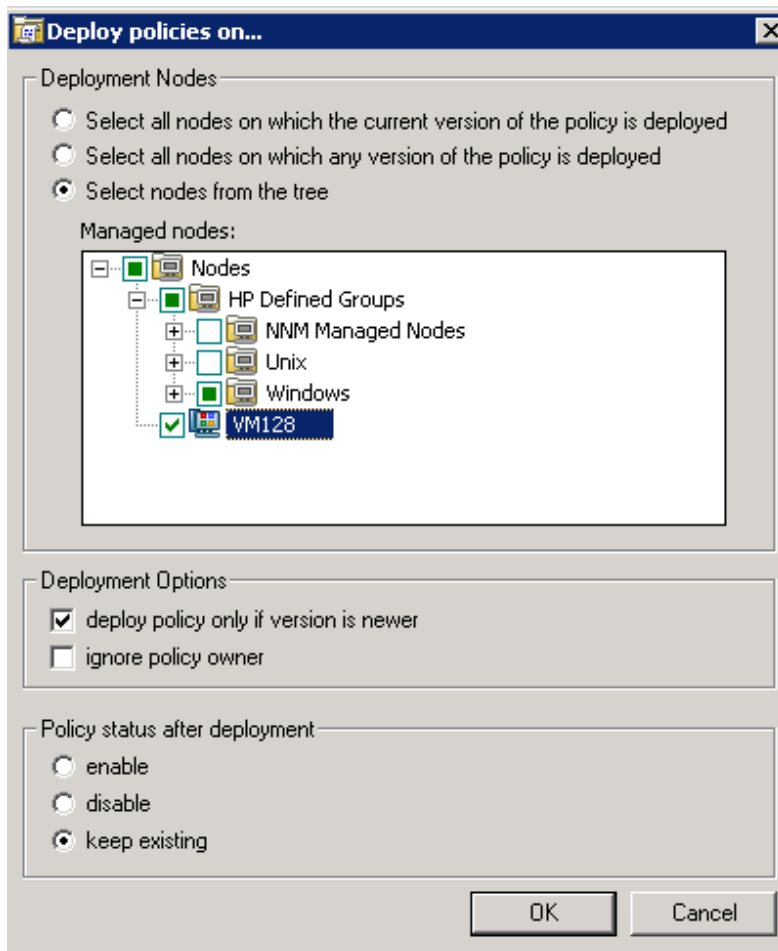 Deploy policies on...
Deployment Nodes
Select all nodes on which the current version of the policy is deployed
Select all nodes on which any version of the policy is deployed
Select nodes from the tree
Managed nodes:
Nodes
HP Defined Groups
NNM Managed Nodes
Unix
Windows
VM128
Deployment Options
deploy policy only if version is newer
ignore policy owner
Policy status after deployment
enable
disable
keep existing
OK Cancel